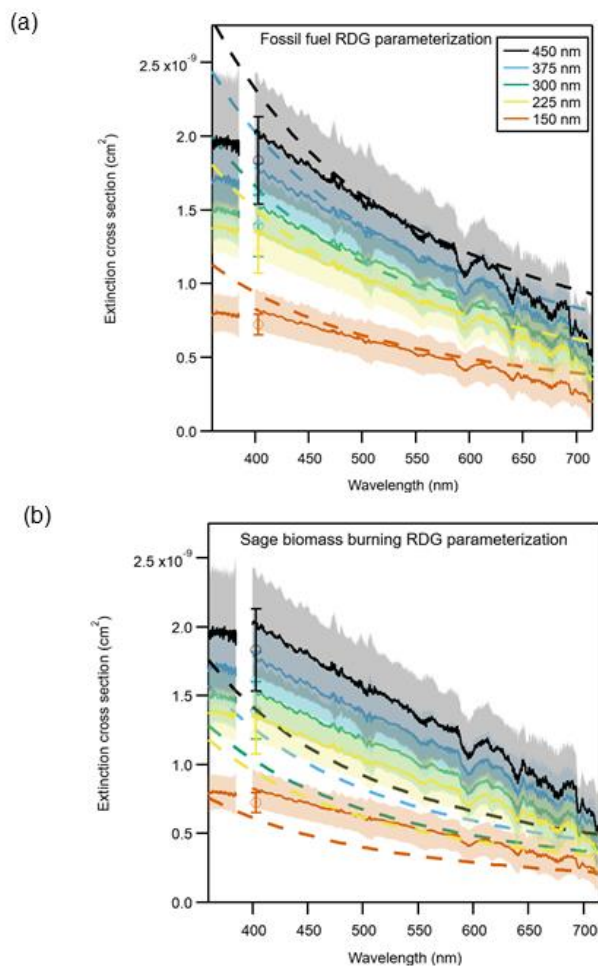 (a)
Fossil fuel RDG parameterization
450 nm
375 nm
300 nm
225 nm
150 nm
2.5 x10⁻⁹
2.0
1.5
1.0
0.5
0.0
Extinction cross section (cm²)
400 450 500 550 600 650 700
Wavelength (nm)
(b)
Sage biomass burning RDG parameterization
2.5 x10⁻⁹
2.0
1.5
1.0
0.5
0.0
Extinction cross section (cm²)
400 450 500 550 600 650 700
Wavelength (nm)